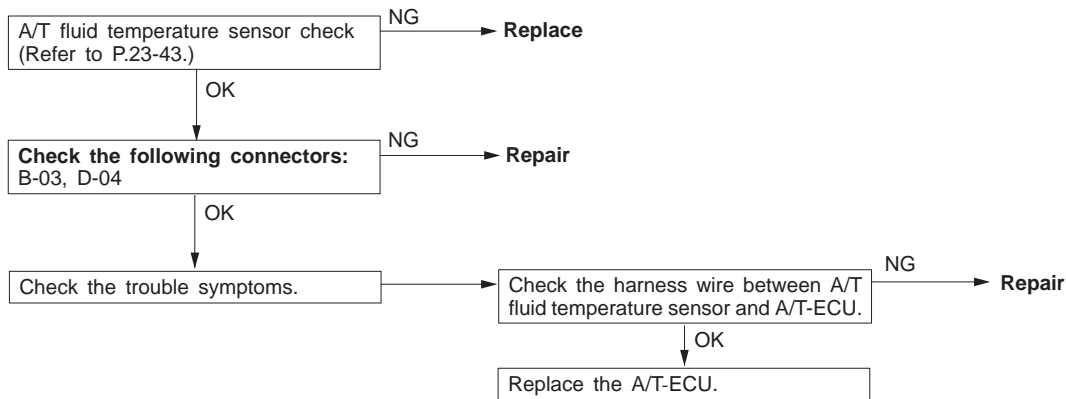 A/T fluid temperature sensor check
(Refer to P.23-43.)
NG
Replace
OK
Check the following connectors:
B-03, D-04
NG
Repair
OK
Check the trouble symptoms.
Check the harness wire between A/T
fluid temperature sensor and A/T-ECU.
NG
Repair
OK
Replace the A/T-ECU.